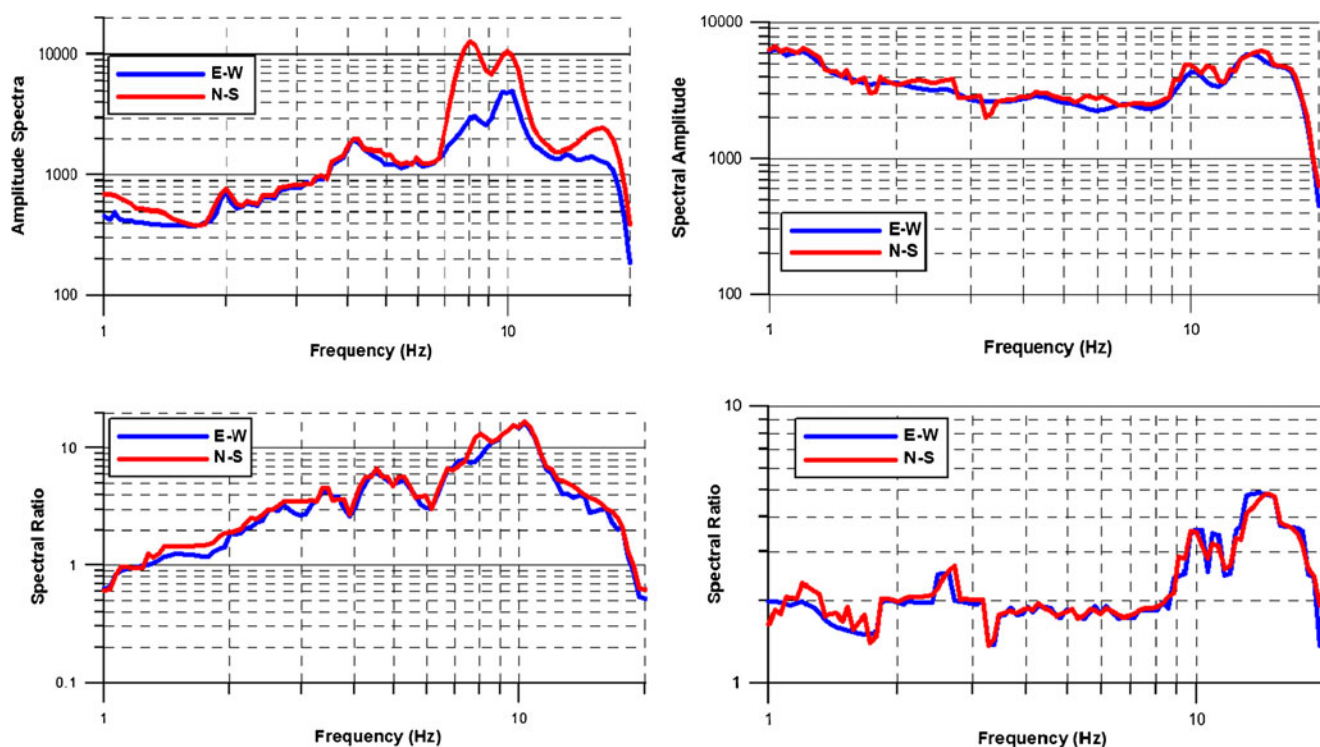 Amplitude Spectra
10000
1000
100
E-W
N-S
1
10
Frequency (Hz)
Spectral Amplitude
10000
1000
100
E-W
N-S
1
10
Frequency (Hz)
Spectral Ratio
10
1
0.1
E-W
N-S
1
10
Frequency (Hz)
Spectral Ratio
10
1
E-W
N-S
1
10
Frequency (Hz)